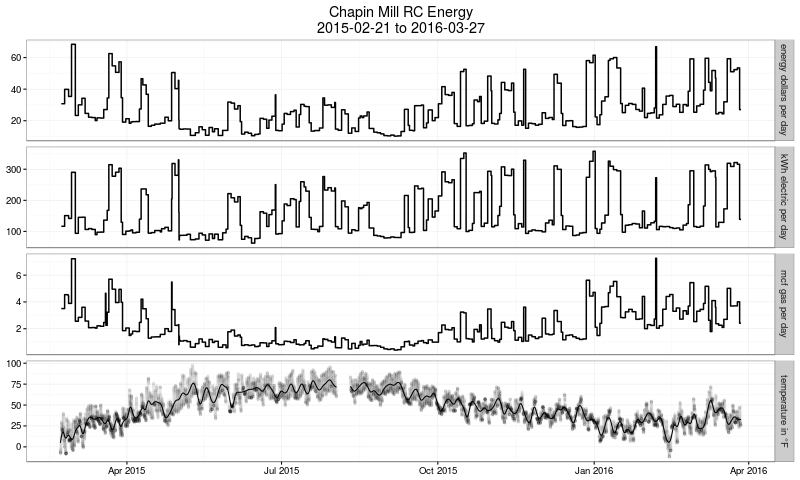 Chapin Mill RC Energy
2015-02-21 to 2016-03-27
60
40
20
energy dollars per day
300
200
100
kWh electric per day
6
4
2
mcf gas per day
100
75
50
25
0
temperature in °F
Apr 2015
Jul 2015
Oct 2015
Jan 2016
Apr 2016